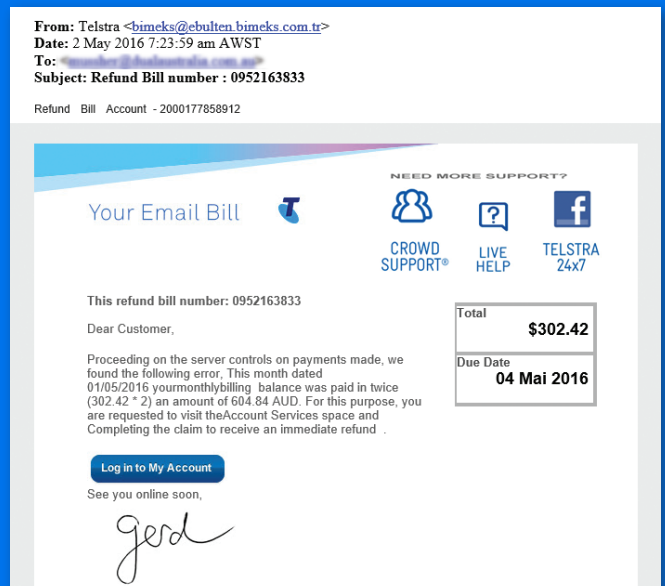 From: Telstra <bimeks@ebulten.bimeks.com.tr>
Date: 2 May 2016 7:23:59 am AWST
To:
Subject: Refund Bill number : 0952163833
Refund Bill Account - 2000177858912
NEED MORE SUPPORT?
Your Email Bill
CROWD SUPPORT®
LIVE HELP
TELSTRA 24x7
This refund bill number: 0952163833
Dear Customer,
Proceeding on the server controls on payments made, we
found the following error, This month dated
01/05/2016 yourmonthlybilling balance was paid in twice
(302.42 * 2) an amount of 604.84 AUD. For this purpose, you
are requested to visit theAccount Services space and
Completing the claim to receive an immediate refund .
Total
$302.42
Due Date
04 Mai 2016
Log in to My Account
See you online soon,
gerd